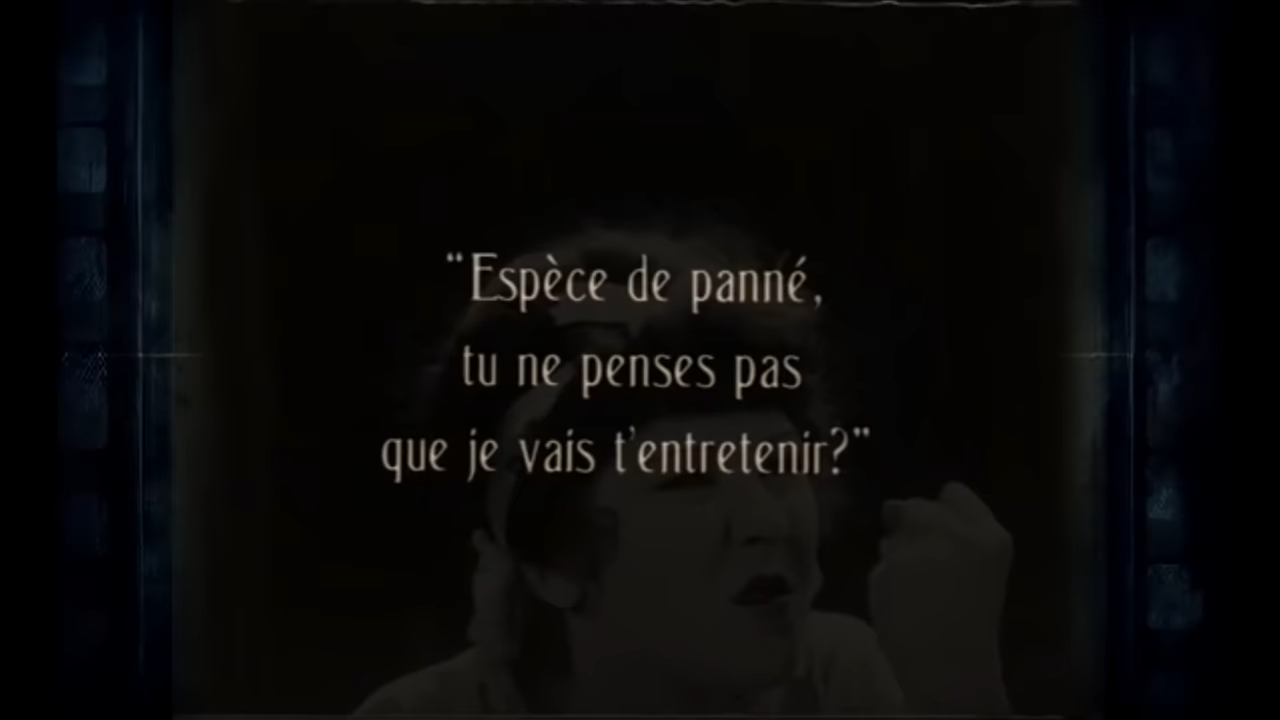 “Espèce de panné,
tu ne penses pas
que je vais t'entretenir?”